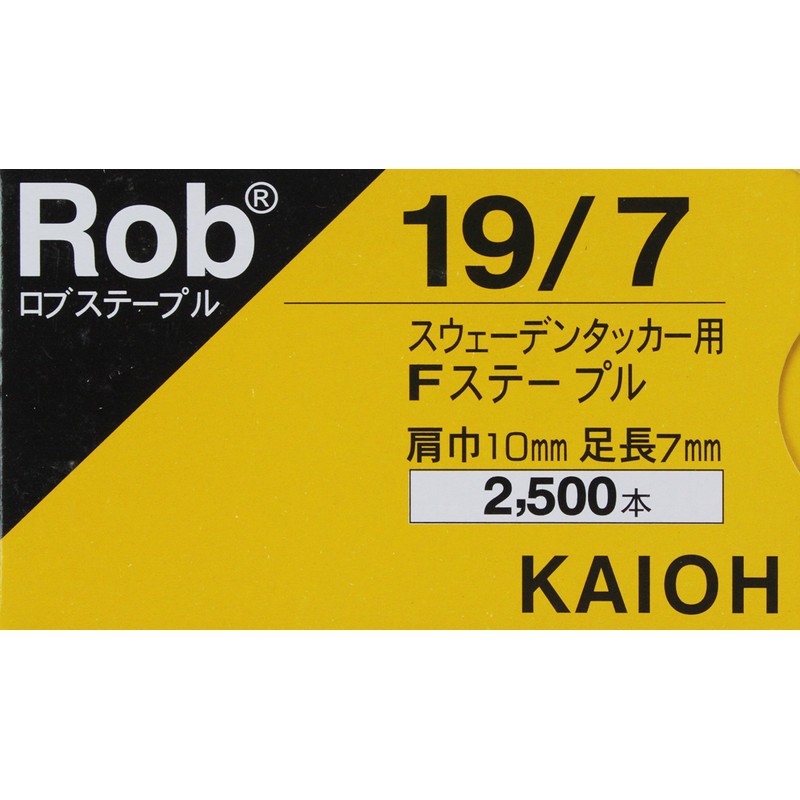 Rob®
ロブステープル
19/7
スウェーデンタッカー用
Fステープル
肩巾10mm 足長7mm
2,500本
KAIOH